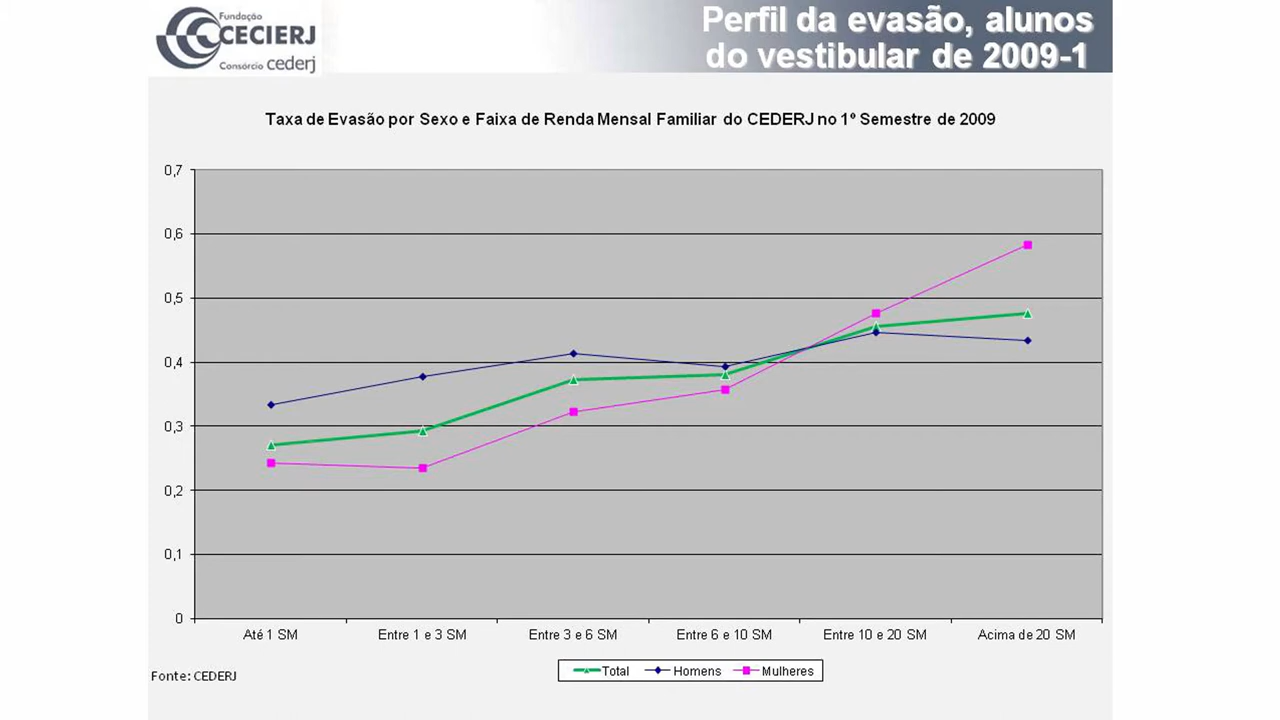 Fundação
CECIERJ
Consórcio cederj
Perfil da evasão, alunos
do vestibular de 2009-1
Taxa de Evasão por Sexo e Faixa de Renda Mensal Familiar do CEDERJ no 1º Semestre de 2009
0,7
0,6
0,5
0,4
0,3
0,2
0,1
0
Até 1 SM Entre 1 e 3 SM Entre 3 e 6 SM Entre 6 e 10 SM Entre 10 e 20 SM Acima de 20 SM
Total Homens Mulheres
Fonte: CEDERJ